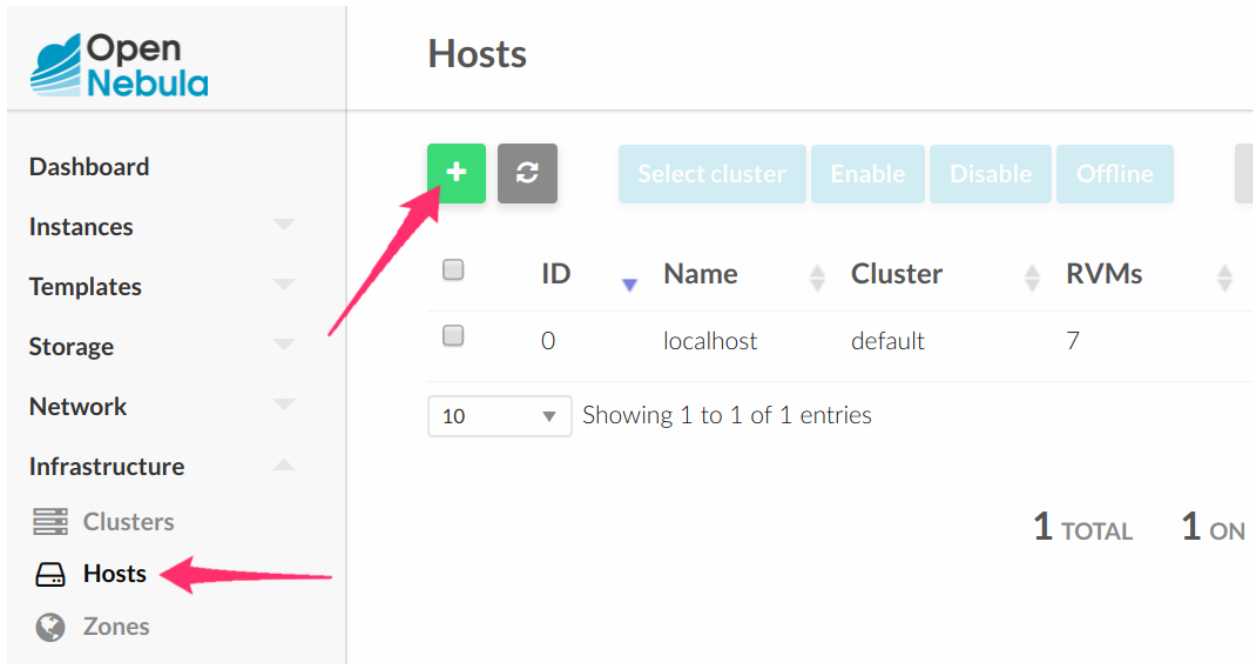 Open
Nebula
Hosts
Dashboard
Instances
Templates
Storage
Network
Infrastructure
Clusters
Hosts
Zones
Select cluster Enable Disable Offline
ID Name Cluster RVMs
0 localhost default 7
10 Showing 1 to 1 of 1 entries
1 TOTAL 1 ON